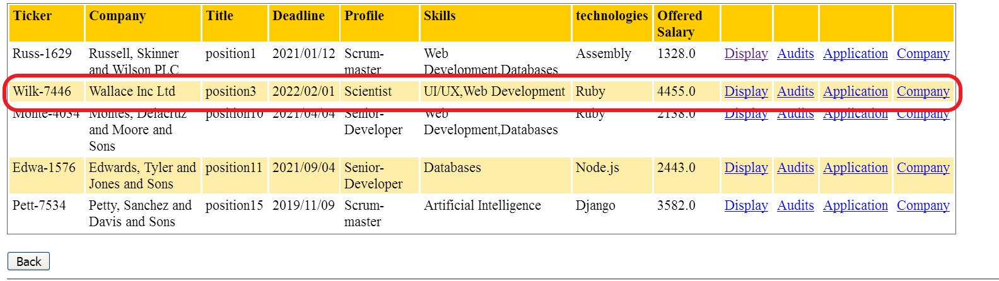 Ticker Company Title Deadline Profile Skills technologies Offered Salary
Russ-1629 Russell, Skinner and Wilson PLC position1 2021/01/12 Scrum-master Web Development,Databases Assembly 1328.0 Display Audits Application Company
Wilk-7446 Wallace Inc Ltd position3 2022/02/01 Scientist UI/UX,Web Development Ruby 4455.0 Display Audits Application Company
Monte-4034 Montes, Delacruz and Moore and Sons position10 2021/04/04 Senior-Developer Web Development,Databases Ruby 2138.0 Display Audits Application Company
Edwa-1576 Edwards, Tyler and Jones and Sons position11 2021/09/04 Senior-Developer Databases Node.js 2443.0 Display Audits Application Company
Pett-7534 Petty, Sanchez and Davis and Sons position15 2019/11/09 Scrum-master Artificial Intelligence Django 3582.0 Display Audits Application Company
Back